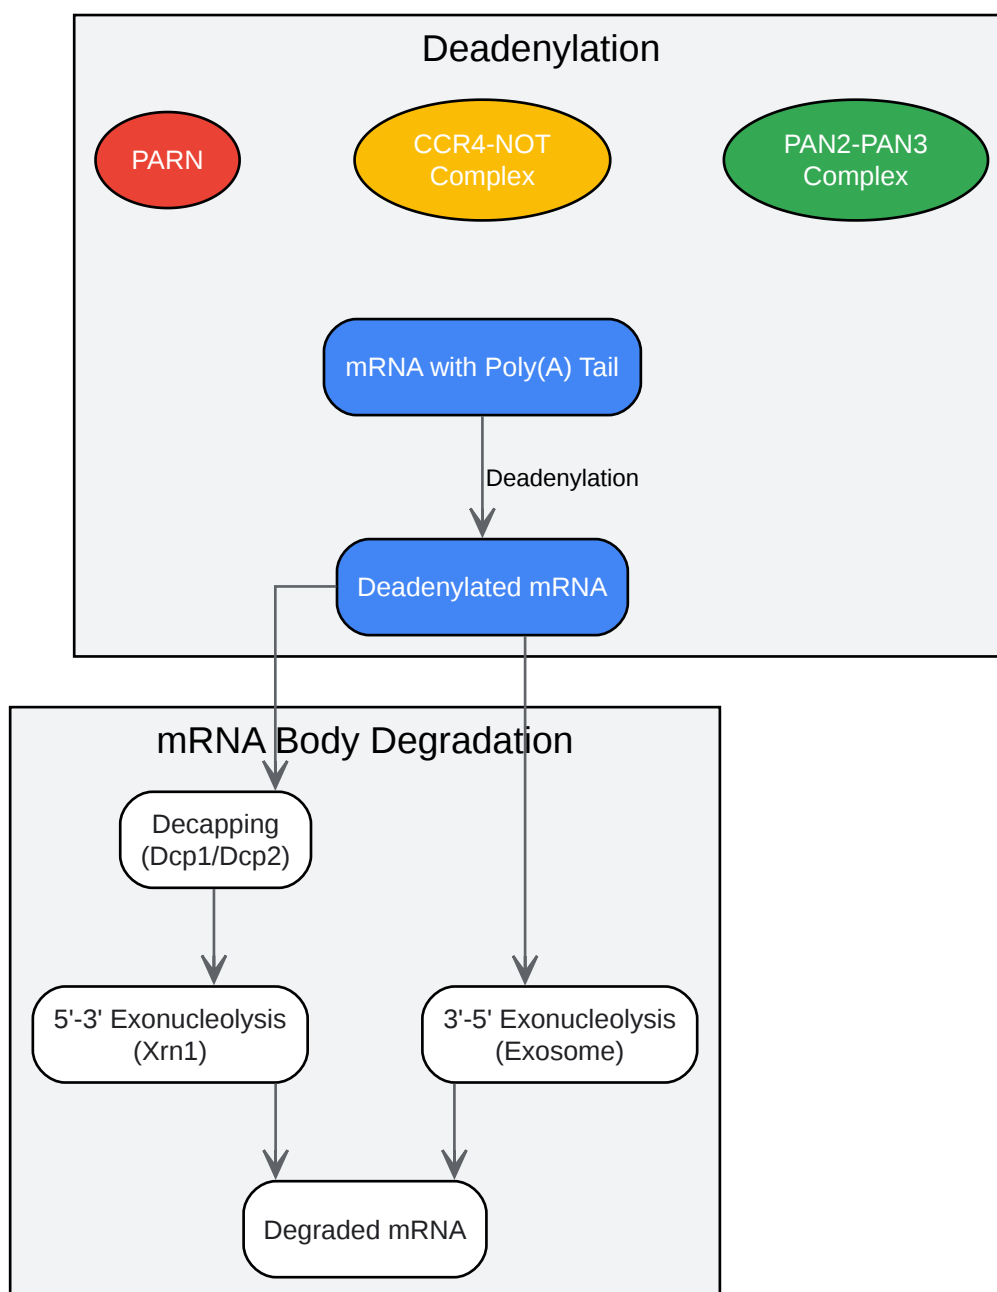 Deadenylation
PARN
CCR4-NOT
Complex
PAN2-PAN3
Complex
mRNA with Poly(A) Tail
Deadenylation
Deadenylated mRNA
mRNA Body Degradation
Decapping
(Dcp1/Dcp2)
5'-3' Exonucleolysis
(Xrn1)
3'-5' Exonucleolysis
(Exosome)
Degraded mRNA